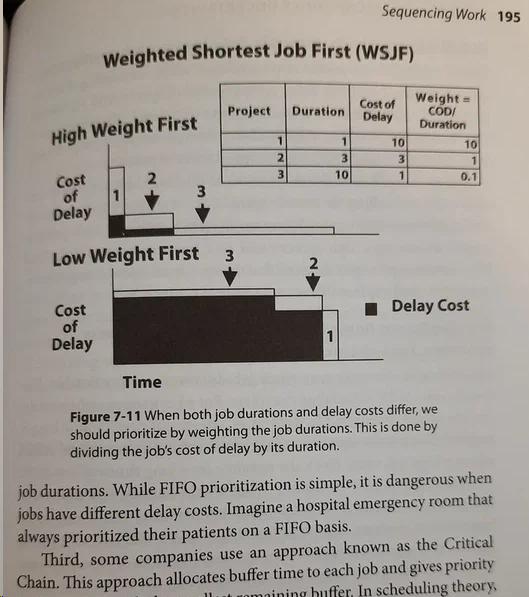 Sequencing Work 195
Weighted Shortest Job First (WSJF)
Project Duration Cost of Delay Weight = COD/ Duration
1 1 10 10
2 3 3 1
3 10 1 0.1
High Weight First
Cost of Delay
1
2
3
Low Weight First
3
2
Cost of Delay
1
Delay Cost
Time
Figure 7-11 When both job durations and delay costs differ, we
should prioritize by weighting the job durations. This is done by
dividing the job's cost of delay by its duration.
job durations. While FIFO prioritization is simple, it is dangerous when
jobs have different delay costs. Imagine a hospital emergency room that
always prioritized their patients on a FIFO basis.
Third, some companies use an approach known as the Critical
Chain. This approach allocates buffer time to each job and gives priority
remaining buffer. In scheduling theory,